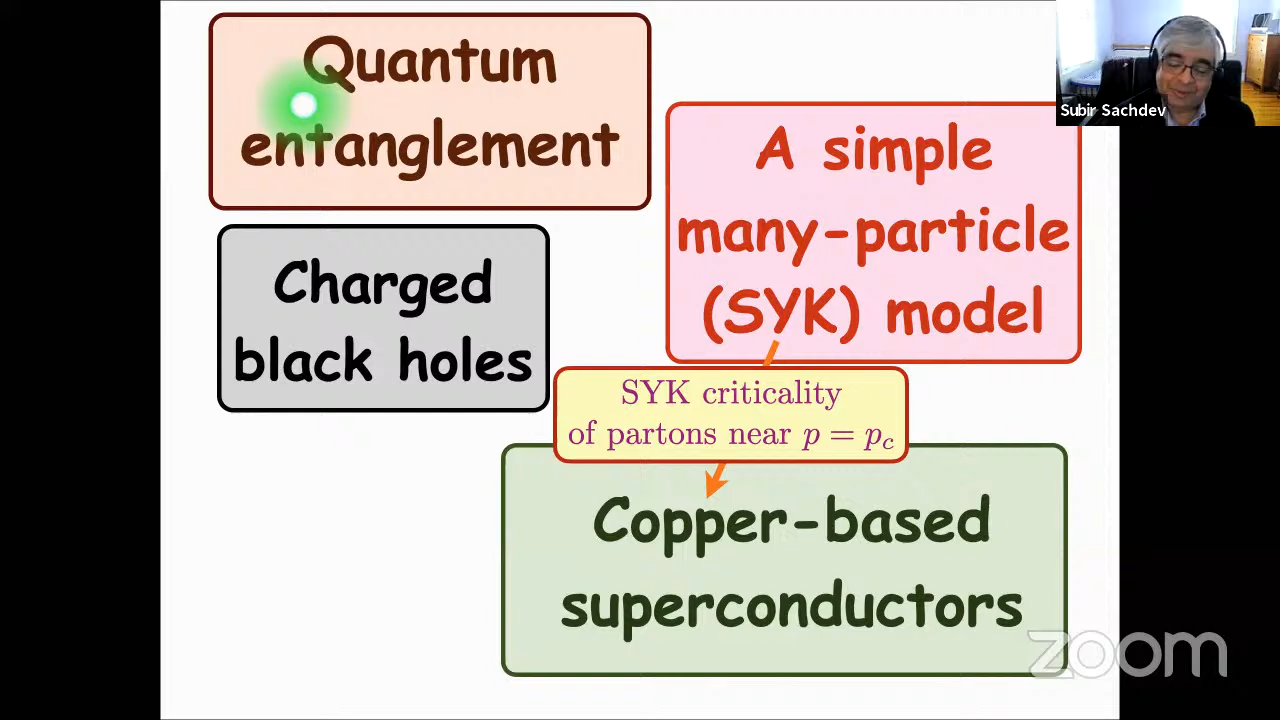 Quantum
entanglement
Subir Sachdev
A simple
many-particle
(SYK) model
Charged
black holes
SYK criticality
of partons near p = p_c
Copper-based
superconductors
zoom